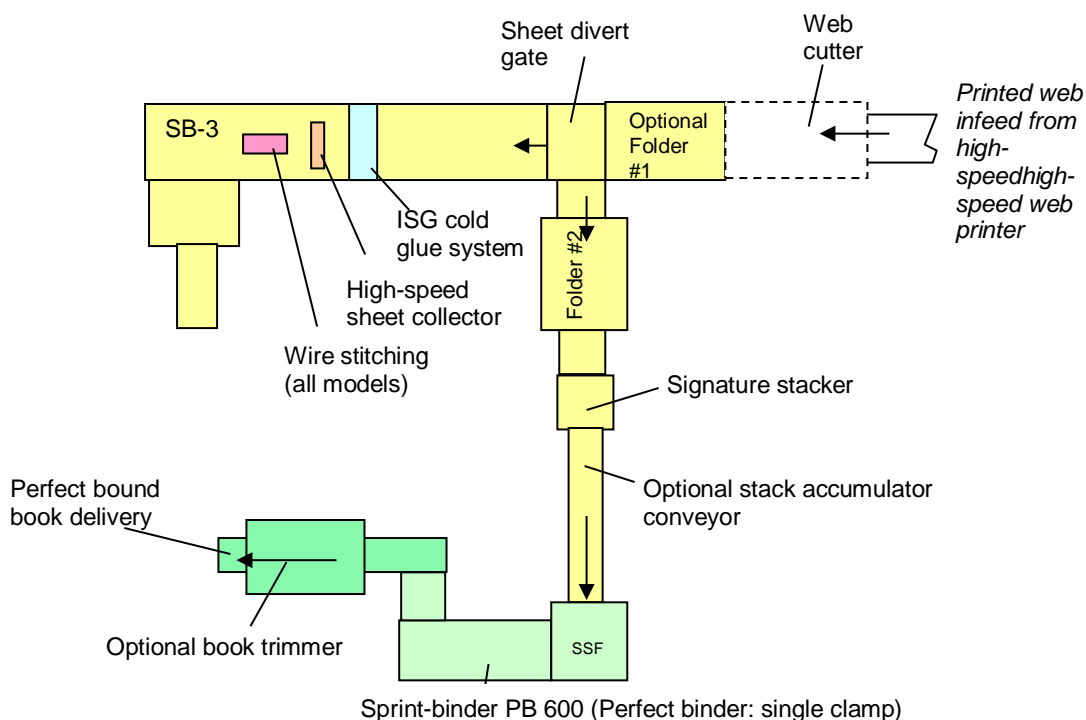 Sheet divert
gate
Web
cutter
Printed web
infeed from
high-
speedhigh-
speed web
printer
SB-3
Optional
Folder
#1
ISG cold
glue system
Folder #2
High-speed
sheet collector
Wire stitching
(all models)
Signature stacker
Optional stack accumulator
conveyor
Perfect bound
book delivery
Optional book trimmer
SSF
Sprint-binder PB 600 (Perfect binder: single clamp)